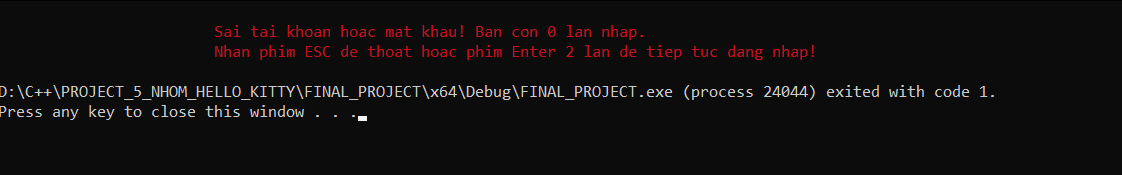 Sai tai khoan hoac mat khau! Ban con 0 lan nhap.
Nhan phim ESC de thoat hoac phim Enter 2 lan de tiep tuc dang nhap!
D:\C++\PROJECT_5_NHOM_HELLO_KITTY\FINAL_PROJECT\x64\Debug\FINAL_PROJECT.exe (process 24044) exited with code 1.
Press any key to close this window . . .